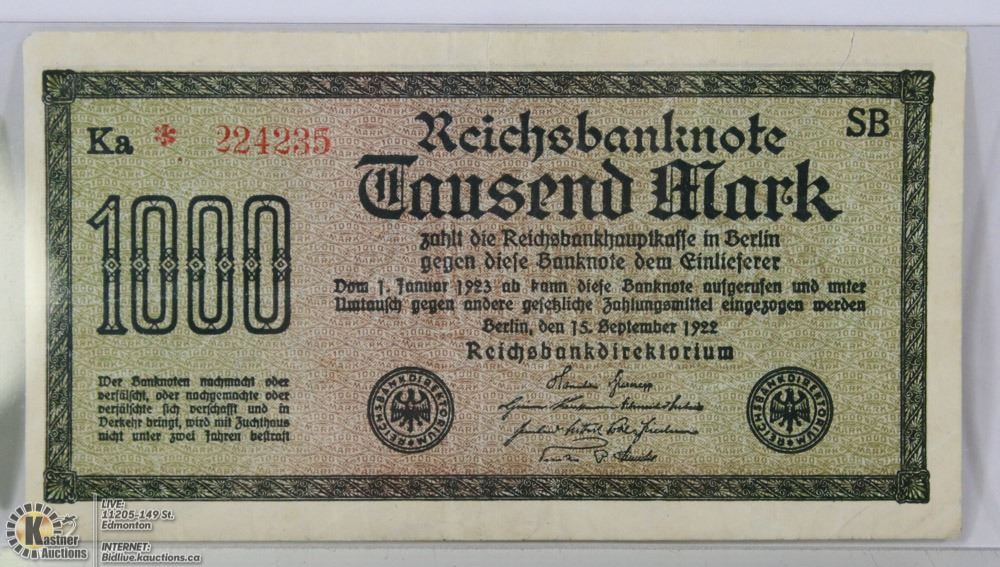 Ka * 224235
SB
Reichsbanknote
Tausend Mark
1000
zahlt die Reichsbankhauptkasse in Berlin
gegen diese Banknote dem Einlieferer
Vom 1. Januar 1923 ab kann diese Banknote aufgerufen und unter
Umtausch gegen andere gesetzliche Zahlungsmittel eingezogen werden
Berlin, den 15. September 1922
Reichsbankdirektorium
Wer Banknoten nachmacht oder
verfälscht, oder nachgemachte oder
verfälschte sich verschafft und in
Verkehr bringt, wird mit Zuchthaus
nicht unter zwei Jahren bestraft
REICHSBANKDIREKTORIUM
REICHSBANKDIREKTORIUM
Kastner
Auctions
LIVE:
11205-149 St.
Edmonton
INTERNET:
Bidlive.kauctions.ca